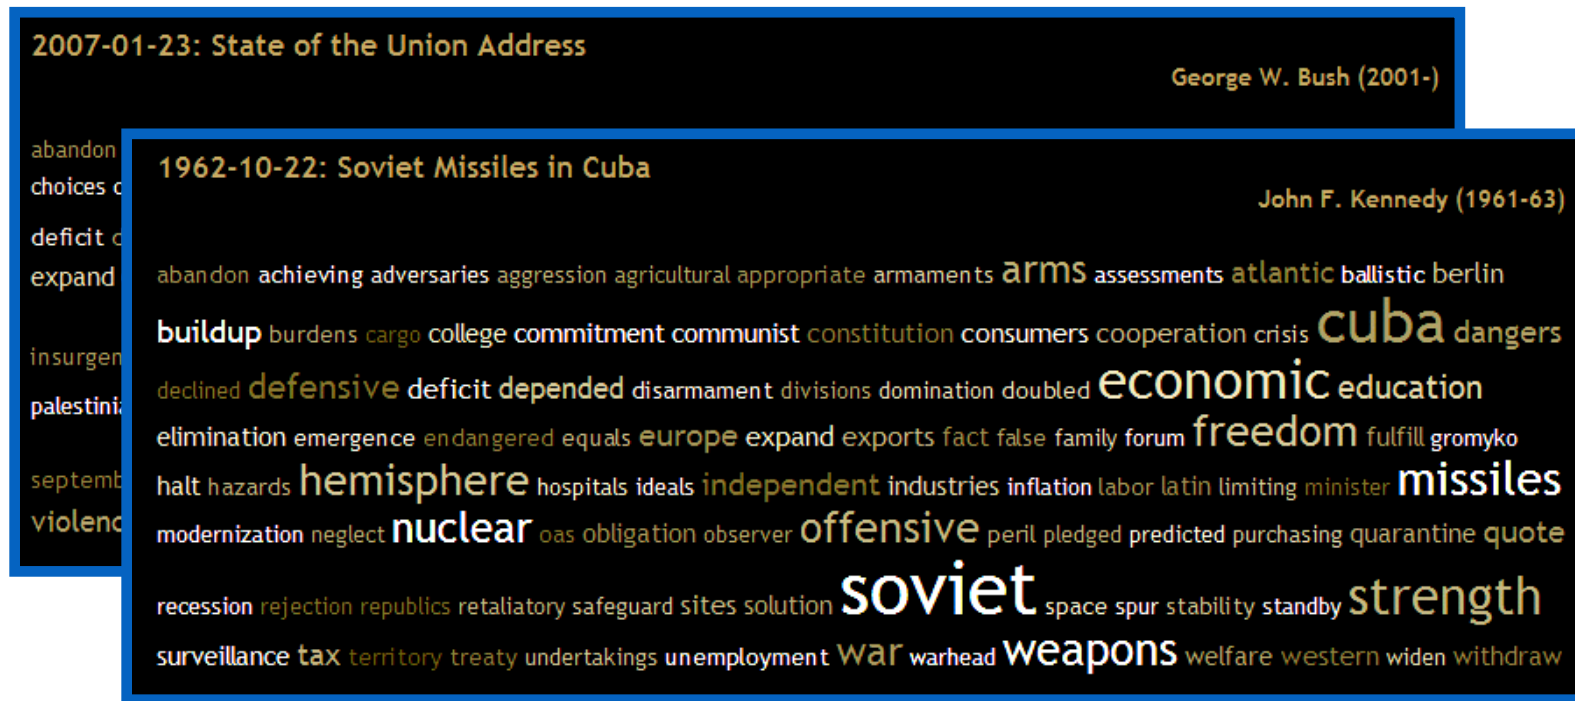 2007-01-23: State of the Union Address
George W. Bush (2001-)
abandon
choices
deficit
expand
1962-10-22: Soviet Missiles in Cuba
John F. Kennedy (1961-63)
abandon achieving adversaries aggression agricultural appropriate armaments arms assessments atlantic ballistic berlin
buildup burdens cargo college commitment communist constitution consumers cooperation crisis cuba dangers
declined defensive deficit depended disarmament divisions domination doubled economic education
elimination emergence endangered equals europe expand exports fact false family forum freedom fulfill gromyko
halt hazards hemisphere hospitals ideals independent industries inflation labor latin limiting minister missiles
modernization neglect nuclear oas obligation observer offensive peril pledged predicted purchasing quarantine quote
recession rejection republics retaliatory safeguard sites solution soviet space spur stability standby strength
surveillance tax territory treaty undertakings unemployment war warhead weapons welfare western widen withdraw